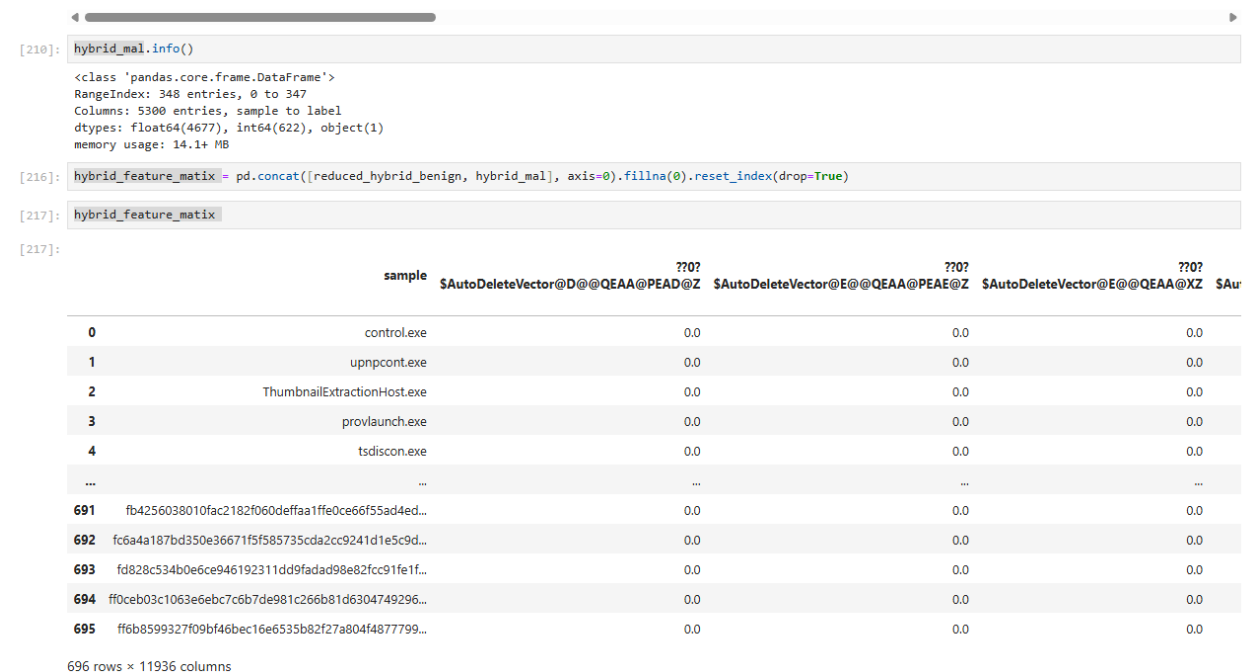 [210]: hybrid_mal.info()
<class 'pandas.core.frame.DataFrame'>
RangeIndex: 348 entries, 0 to 347
Columns: 5300 entries, sample to label
dtypes: float64(4677), int64(622), object(1)
memory usage: 14.1+ MB
[216]: hybrid_feature_matix = pd.concat([reduced_hybrid_benign, hybrid_mal], axis=0).fillna(0).reset_index(drop=True)
[217]: hybrid_feature_matix
[217]:
sample ??0?$AutoDeleteVector@D@@QEAA@PEAD@Z ??0?$AutoDeleteVector@E@@QEAA@PEAE@Z ??0?$AutoDeleteVector@E@@QEAA@XZ $Au
0 control.exe 0.0 0.0 0.0
1 upnpcont.exe 0.0 0.0 0.0
2 ThumbnailExtractionHost.exe 0.0 0.0 0.0
3 provlaunch.exe 0.0 0.0 0.0
4 tsdiscon.exe 0.0 0.0 0.0
... ... ... ... ...
691 fb4256038010fac2182f060deffaa1ffe0ce66f55ad4ed... 0.0 0.0 0.0
692 fc6a4a187bd350e36671f5f585735cda2cc9241d1e5c9d... 0.0 0.0 0.0
693 fd828c534b0e6ce946192311dd9fadad98e82fcc91fe1f... 0.0 0.0 0.0
694 ff0ceb03c1063e6ebc7c6b7de981c266b81d6304749296... 0.0 0.0 0.0
695 ff6b8599327f09bf46bec16e6535b82f27a804f4877799... 0.0 0.0 0.0
696 rows × 11936 columns